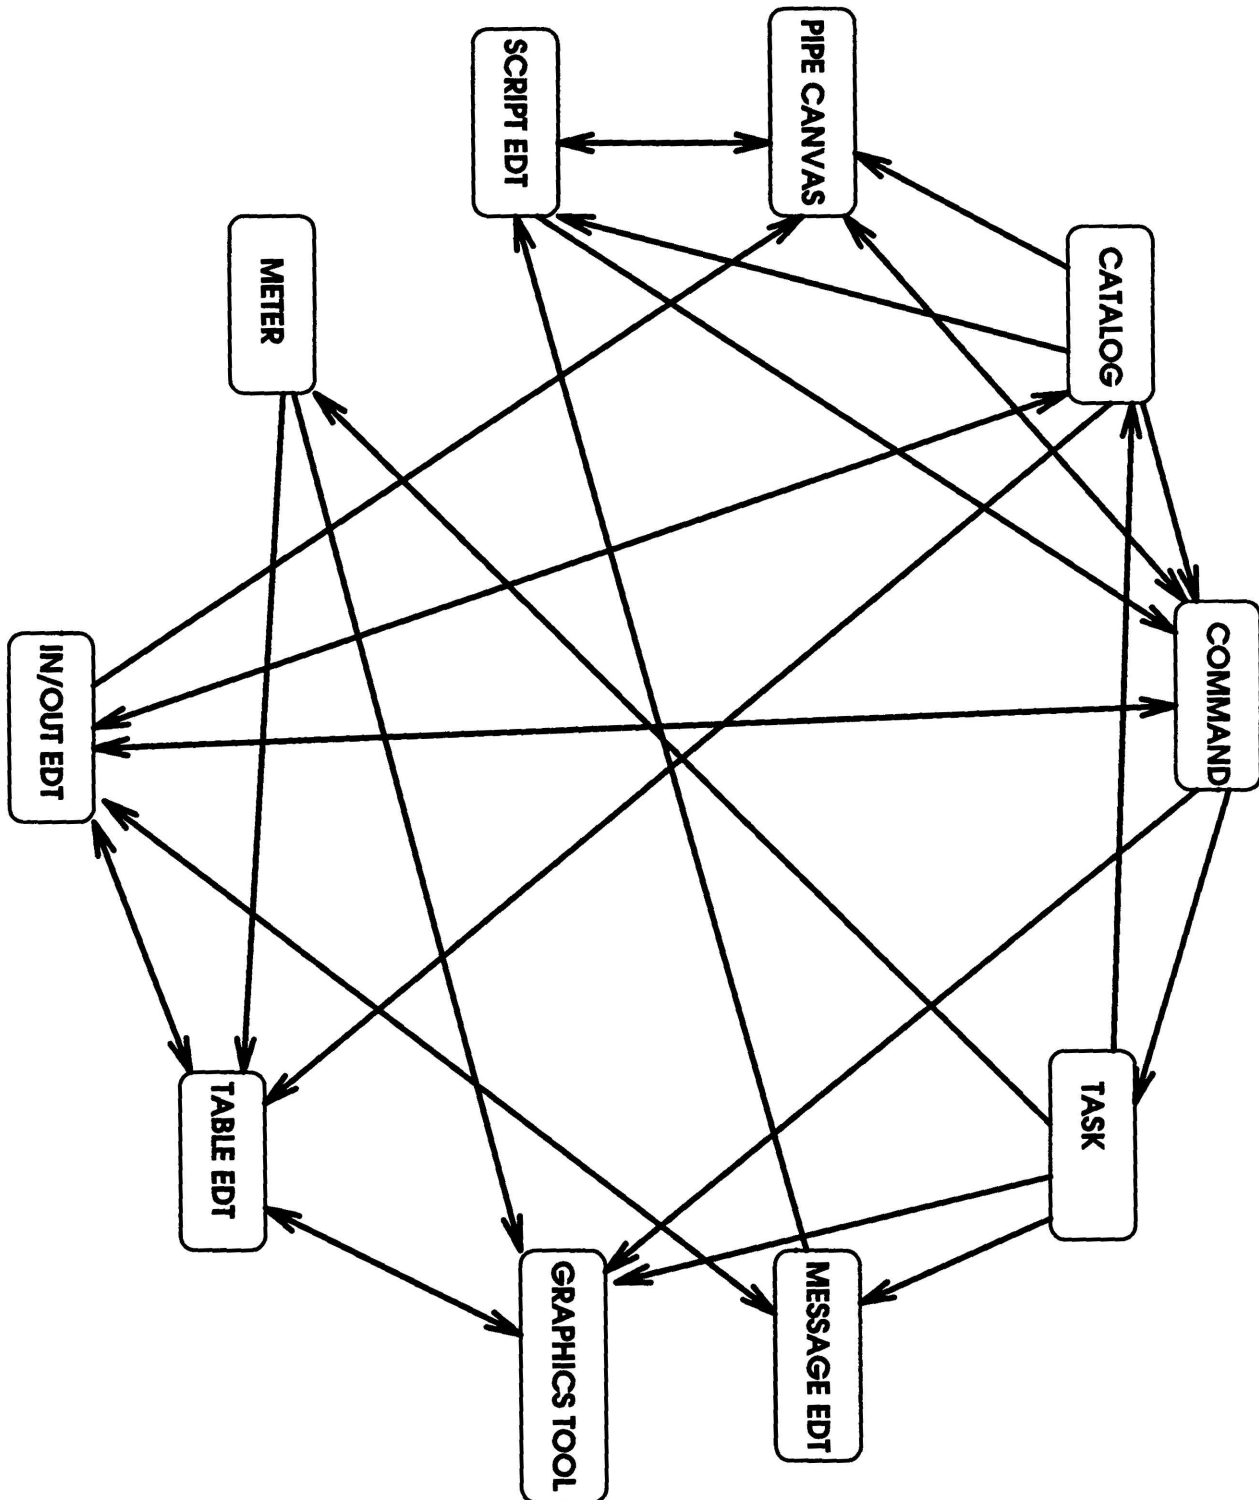 COMMAND
CATALOG
TASK
PIPE CANVAS
MESSAGE EDT
SCRIPT EDT
GRAPHICS TOOL
METER
TABLE EDT
IN/OUT EDT